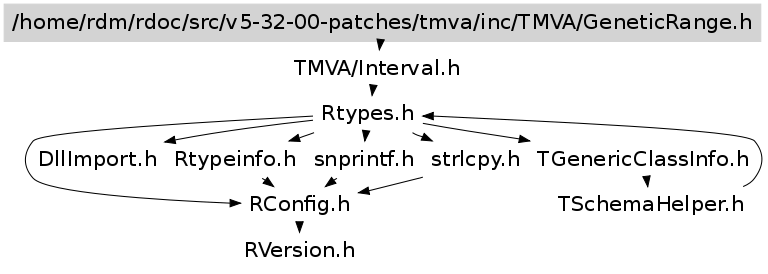 /home/rdm/rdoc/src/v5-32-00-patches/tmva/inc/TMVA/GeneticRange.h
TMVA/Interval.h
Rtypes.h
DllImport.h Rtypeinfo.h snprintf.h strlcpy.h TGenericClassInfo.h
RConfig.h TSchemaHelper.h
RVersion.h